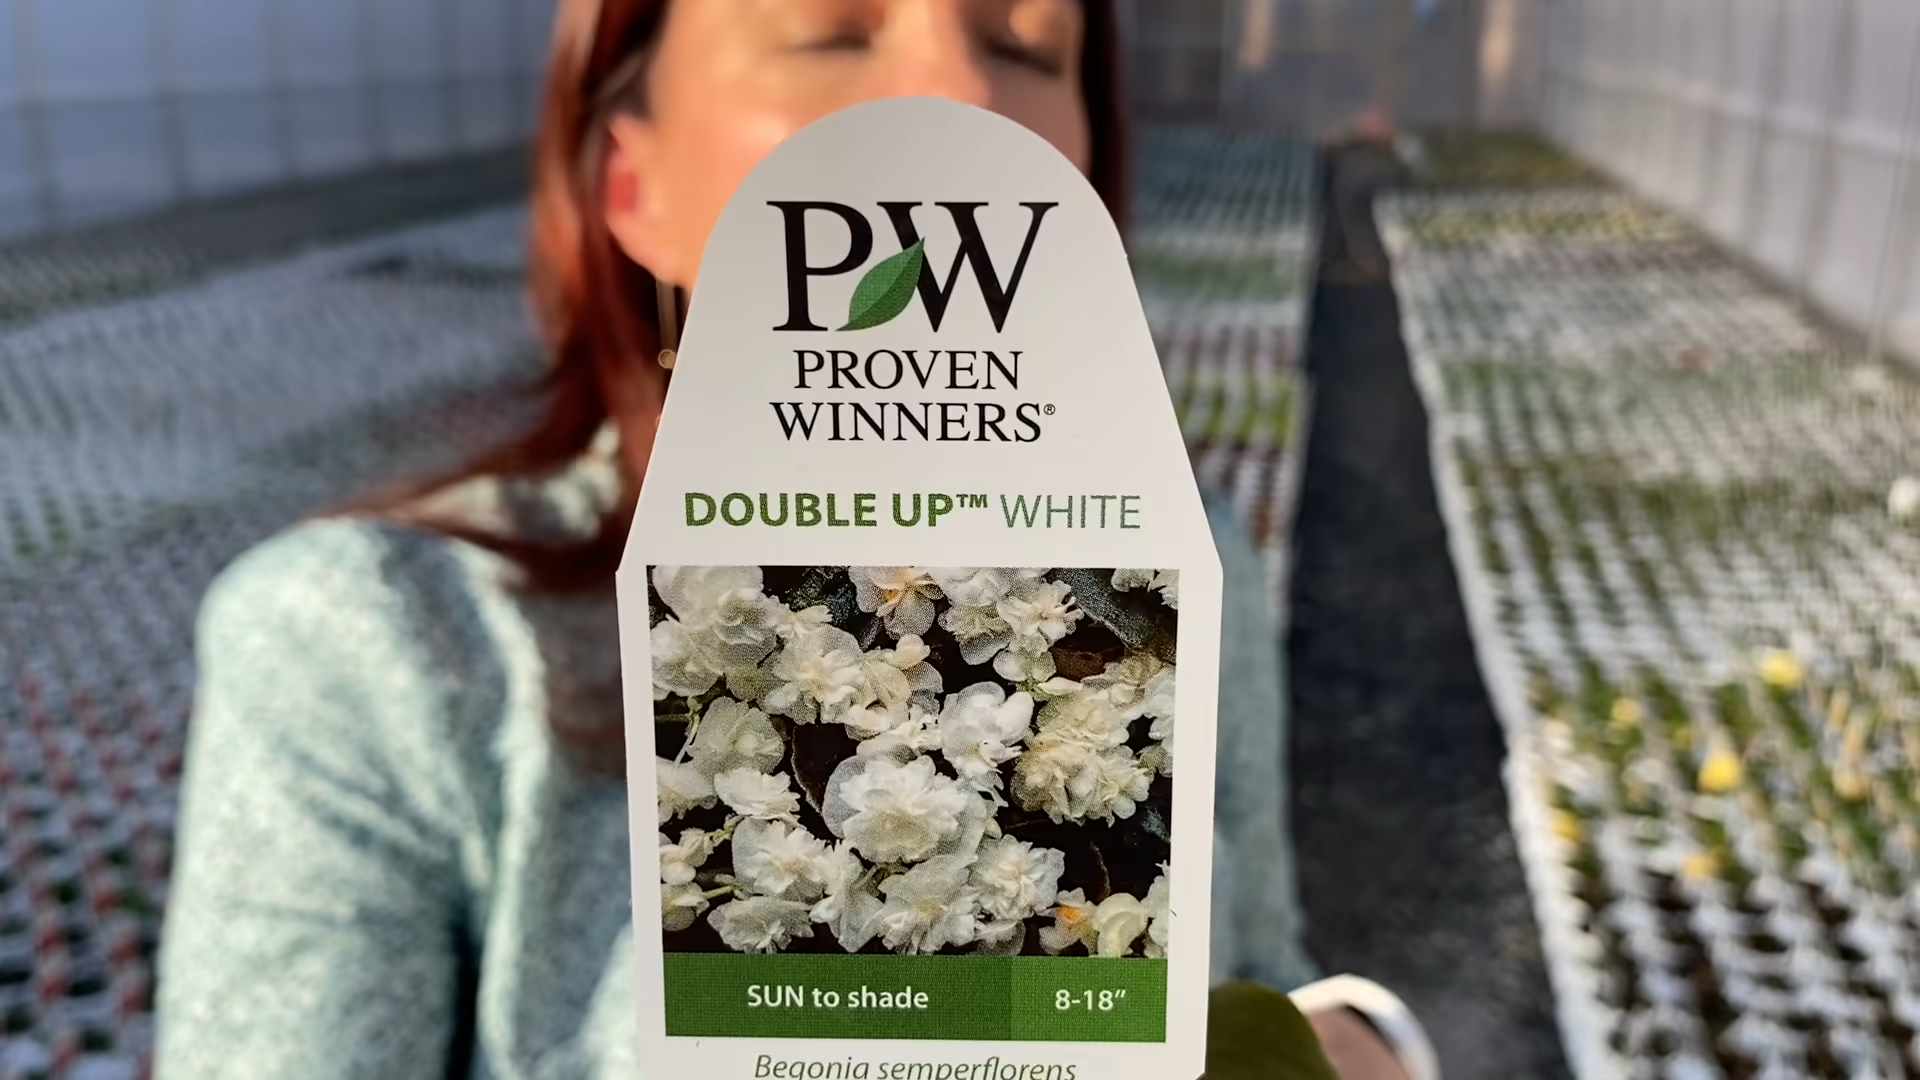 PW
PROVEN
WINNERS®
DOUBLE UP™ WHITE
SUN to shade 8-18”
Begonia semperflorens